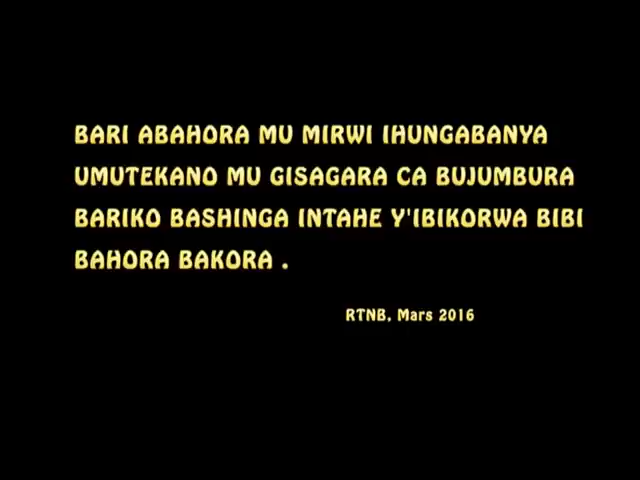 BARI ABAHORA MU MIRWI IHUNGABANYA
UMUTEKANO MU GISAGARA CA BUJUMBURA
BARIKO BASHINGA INTAHE Y'IBIKORWA BIBI
BAHORA BAKORA .
RTNB, Mars 2016